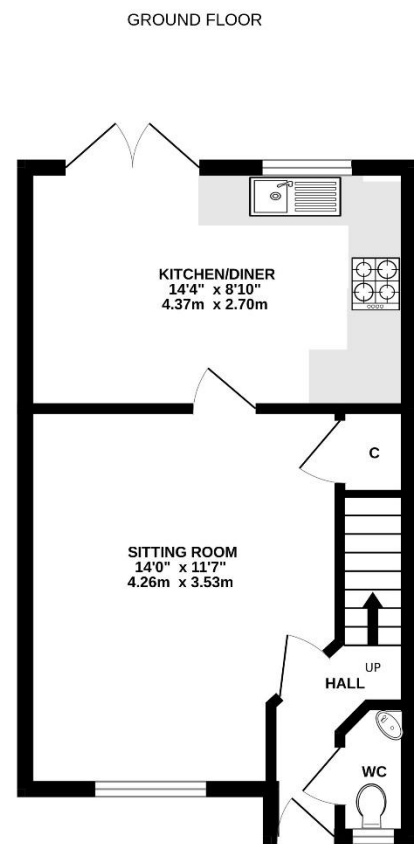 GROUND FLOOR
KITCHEN/DINER
14'4" x 8'10"
4.37m x 2.70m
C
SITTING ROOM
14'0" x 11'7"
4.26m x 3.53m
UP
HALL
WC